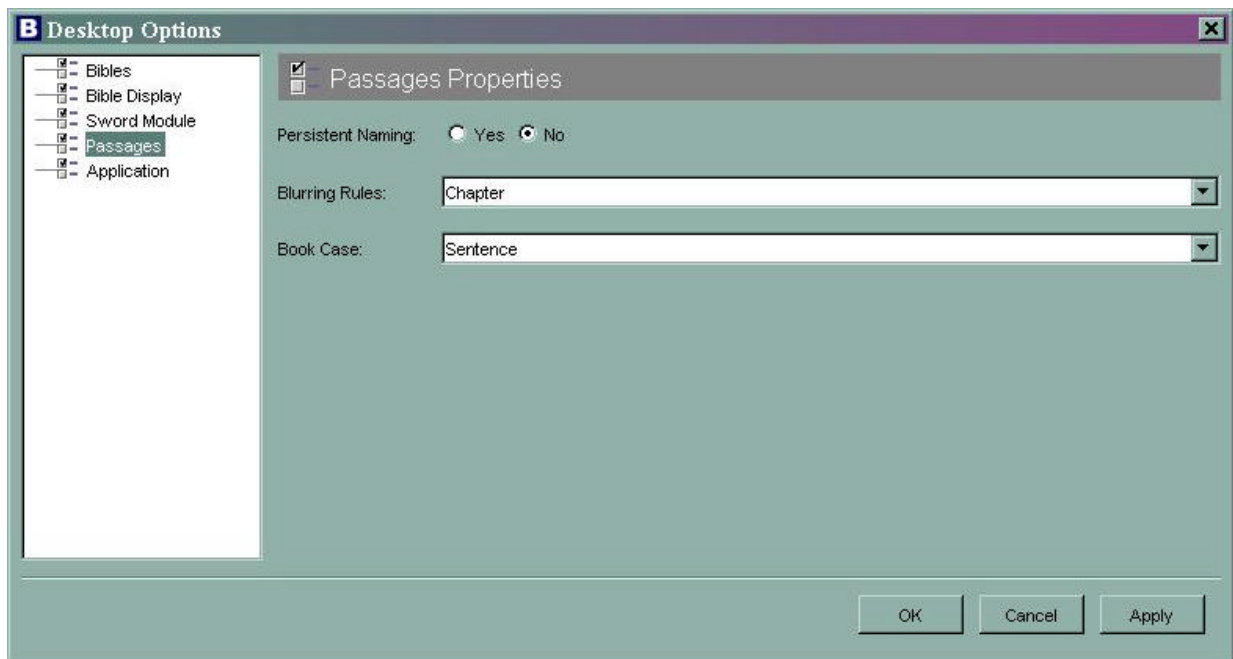 B Desktop Options
Bibles
Bible Display
Sword Module
Passages
Application
Passages Properties
Persistent Naming: Yes No
Blurring Rules: Chapter
Book Case: Sentence
OK Cancel Apply